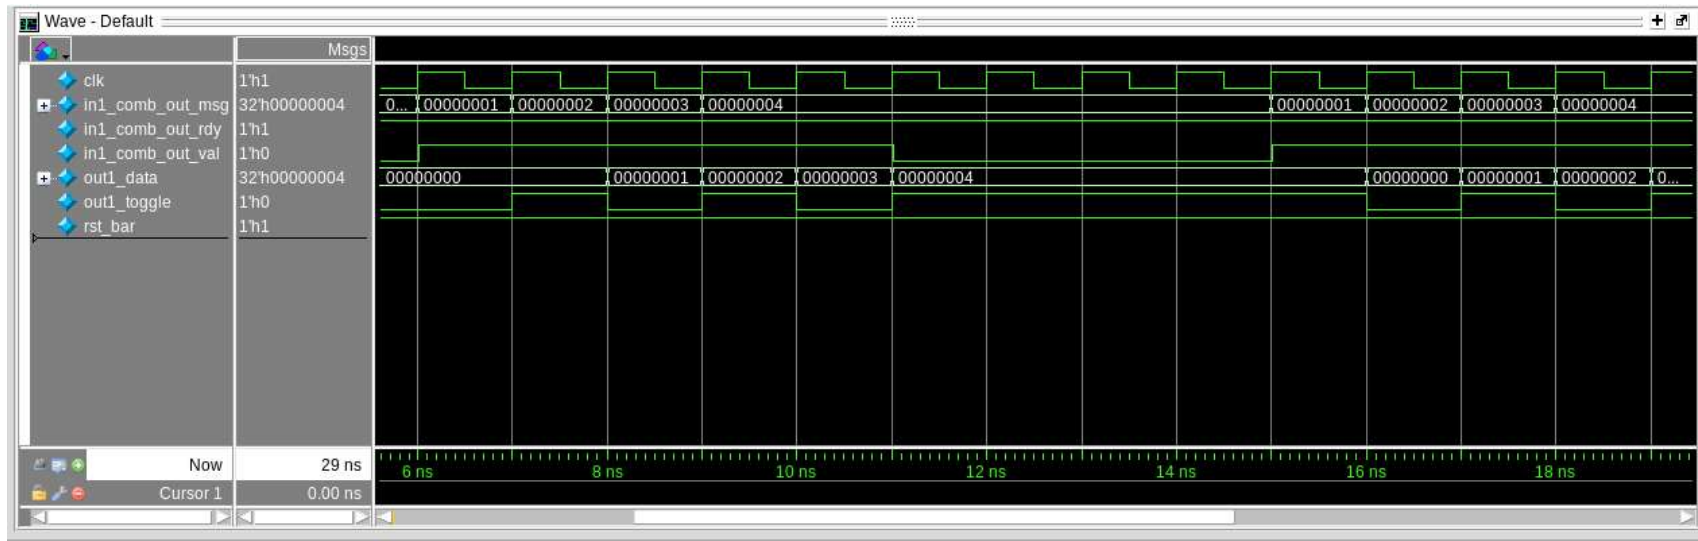 Wave - Default
Msgs
clk 1'h1
in1_comb_out_msg 32'h00000004 0... 00000001 00000002 00000003 00000004 00000001 00000002 00000003 00000004
in1_comb_out_rdy 1'h1
in1_comb_out_val 1'h0
out1_data 32'h00000004 00000000 00000001 00000002 00000003 00000004 00000000 00000001 00000002 0...
out1_toggle 1'h0
rst_bar 1'h1
Now 29 ns 6 ns 8 ns 10 ns 12 ns 14 ns 16 ns 18 ns
Cursor 1 0.00 ns